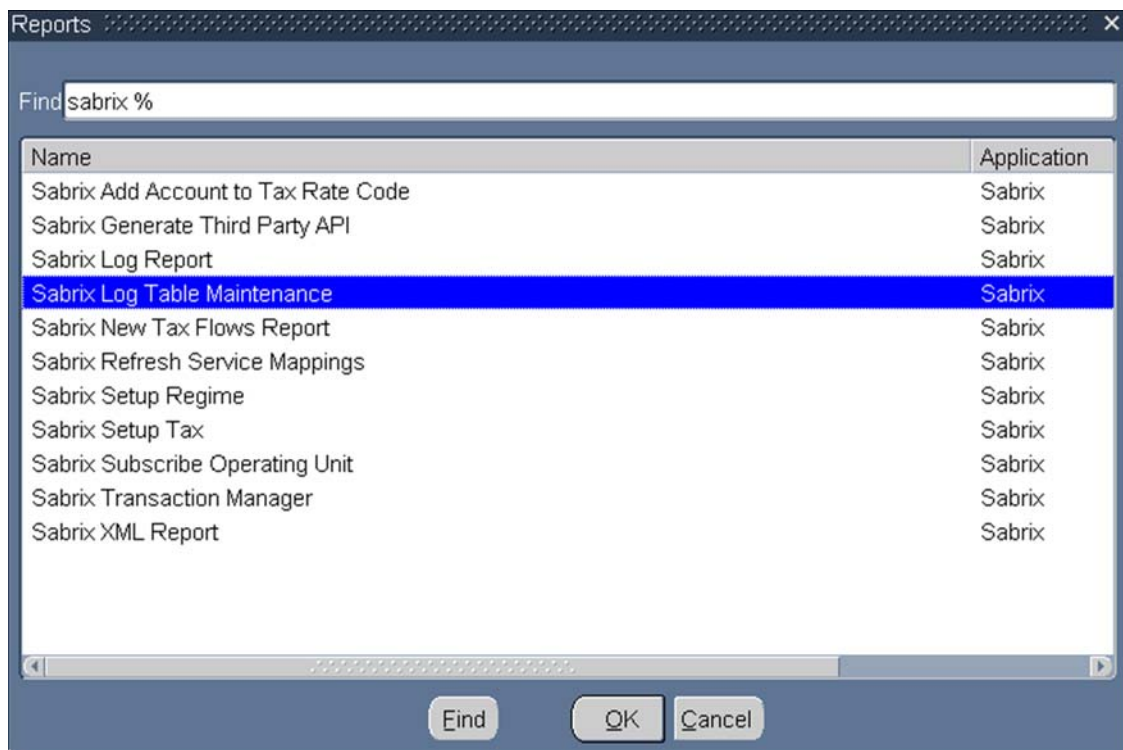 Reports
Find sabrix %
Name Application
Sabrix Add Account to Tax Rate Code Sabrix
Sabrix Generate Third Party API Sabrix
Sabrix Log Report Sabrix
Sabrix Log Table Maintenance Sabrix
Sabrix New Tax Flows Report Sabrix
Sabrix Refresh Service Mappings Sabrix
Sabrix Setup Regime Sabrix
Sabrix Setup Tax Sabrix
Sabrix Subscribe Operating Unit Sabrix
Sabrix Transaction Manager Sabrix
Sabrix XML Report Sabrix
Find OK Cancel